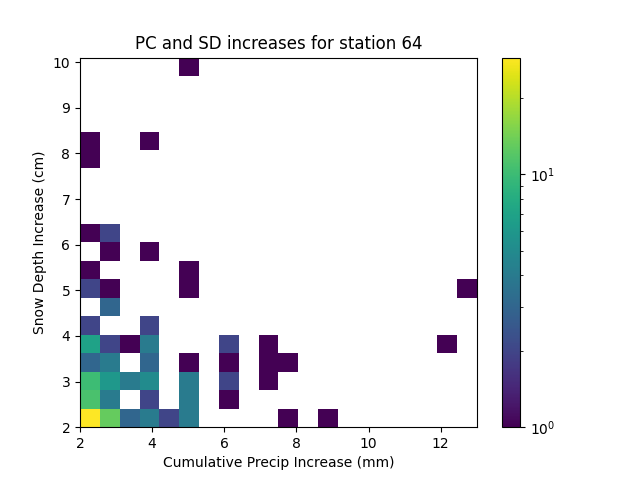 PC and SD increases for station 64
10
9
8
7
6
5
4
3
2
Snow Depth Increase (cm)
2 4 6 8 10 12
Cumulative Precip Increase (mm)
10¹
10⁰